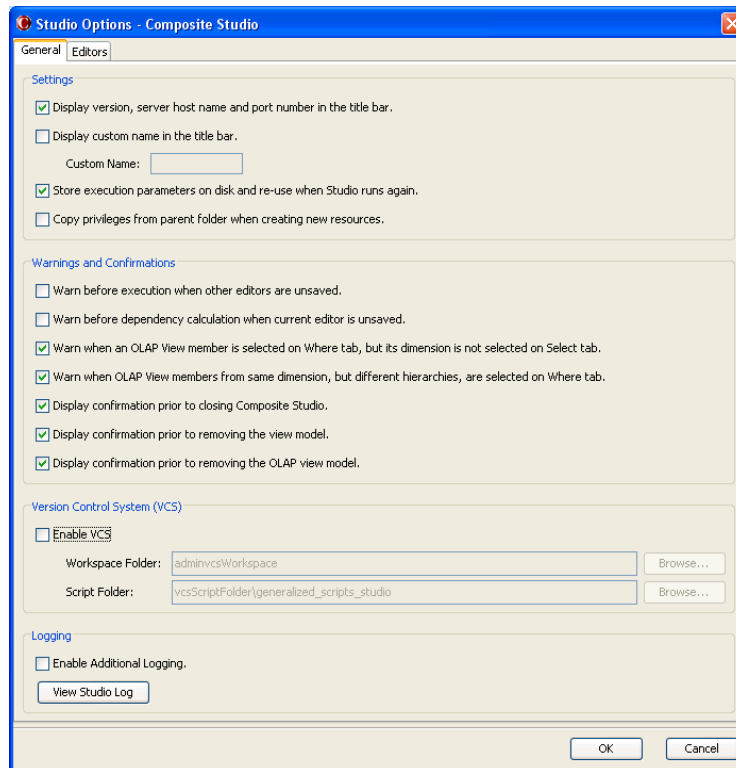 Studio Options - Composite Studio
General Editors
Settings
Display version, server host name and port number in the title bar.
Display custom name in the title bar.
Custom Name:
Store execution parameters on disk and re-use when Studio runs again.
Copy privileges from parent folder when creating new resources.
Warnings and Confirmations
Warn before execution when other editors are unsaved.
Warn before dependency calculation when current editor is unsaved.
Warn when an OLAP View member is selected on Where tab, but its dimension is not selected on Select tab.
Warn when OLAP View members from same dimension, but different hierarchies, are selected on Where tab.
Display confirmation prior to closing Composite Studio.
Display confirmation prior to removing the view model.
Display confirmation prior to removing the OLAP view model.
Version Control System (VCS)
Enable VCS
Workspace Folder: adminvcsWorkspace Browse...
Script Folder: vcsScriptFolder\generalized_scripts_studio Browse...
Logging
Enable Additional Logging.
View Studio Log
OK Cancel